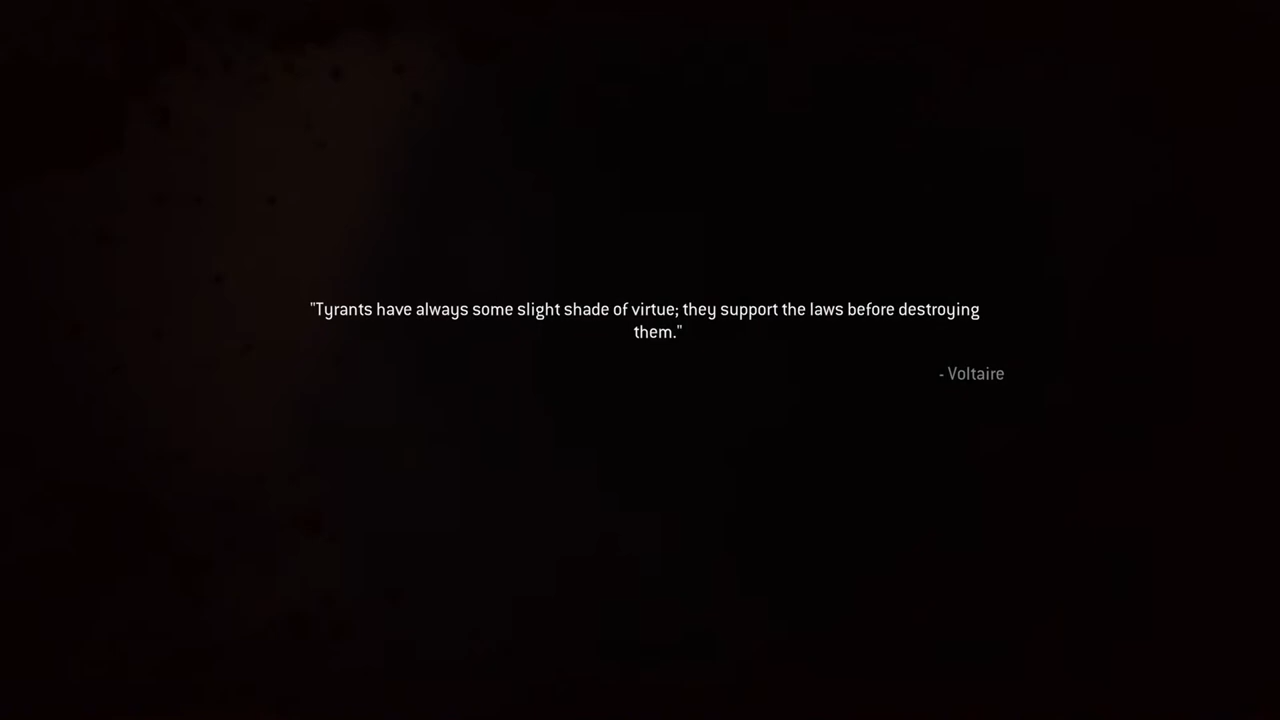 "Tyrants have always some slight shade of virtue; they support the laws before destroying
them."
- Voltaire